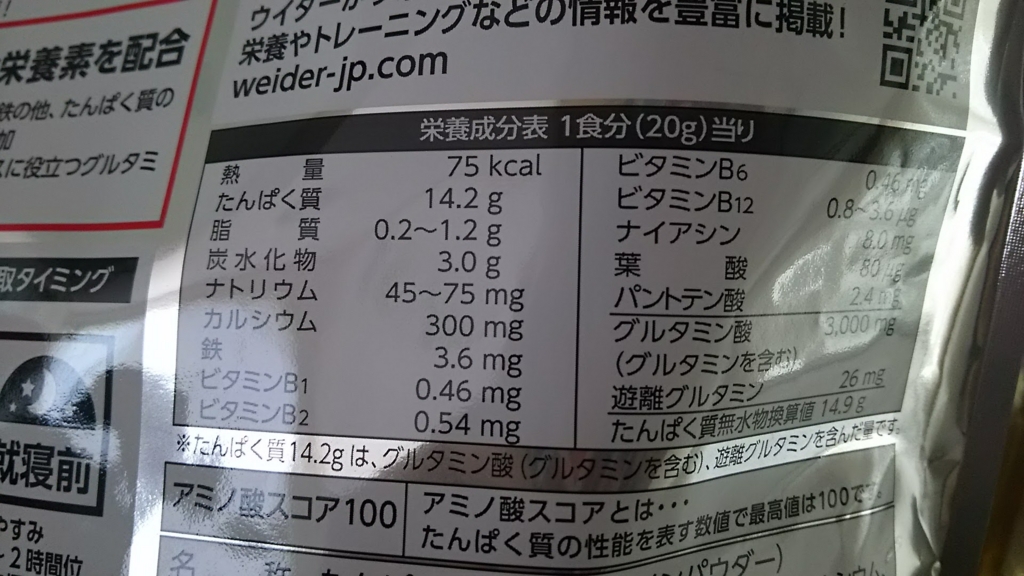 栄養やトレーニングなどの情報を豊富に掲載!
weider-jp.com
栄養素を配合
鉄の他、たんぱく質の
加
に役立つグルタミ
取タイミング
就寝前
やすみ
2時間位
栄養成分表 1食分(20g)当り
熱量 75 kcal
たんぱく質 14.2 g
脂質 0.2〜1.2 g
炭水化物 3.0 g
ナトリウム 45〜75 mg
カルシウム 300 mg
鉄 3.6 mg
ビタミンB1 0.46 mg
ビタミンB2 0.54 mg
ビタミンB6
ビタミンB12 0.8〜3.6 μg
ナイアシン 8.0 mg
葉酸 80 μg
パントテン酸 2.4 mg
グルタミン酸 3,000 mg
(グルタミンを含む)
遊離グルタミン 26 mg
たんぱく質無水物換算値 14.9 g
※たんぱく質14.2gは、グルタミン酸(グルタミンを含む)、遊離グルタミンを含んだ量です。
アミノ酸スコア100
アミノ酸スコアとは・・・
たんぱく質の性能を表す数値で最高値は100で
名称
パウダー)